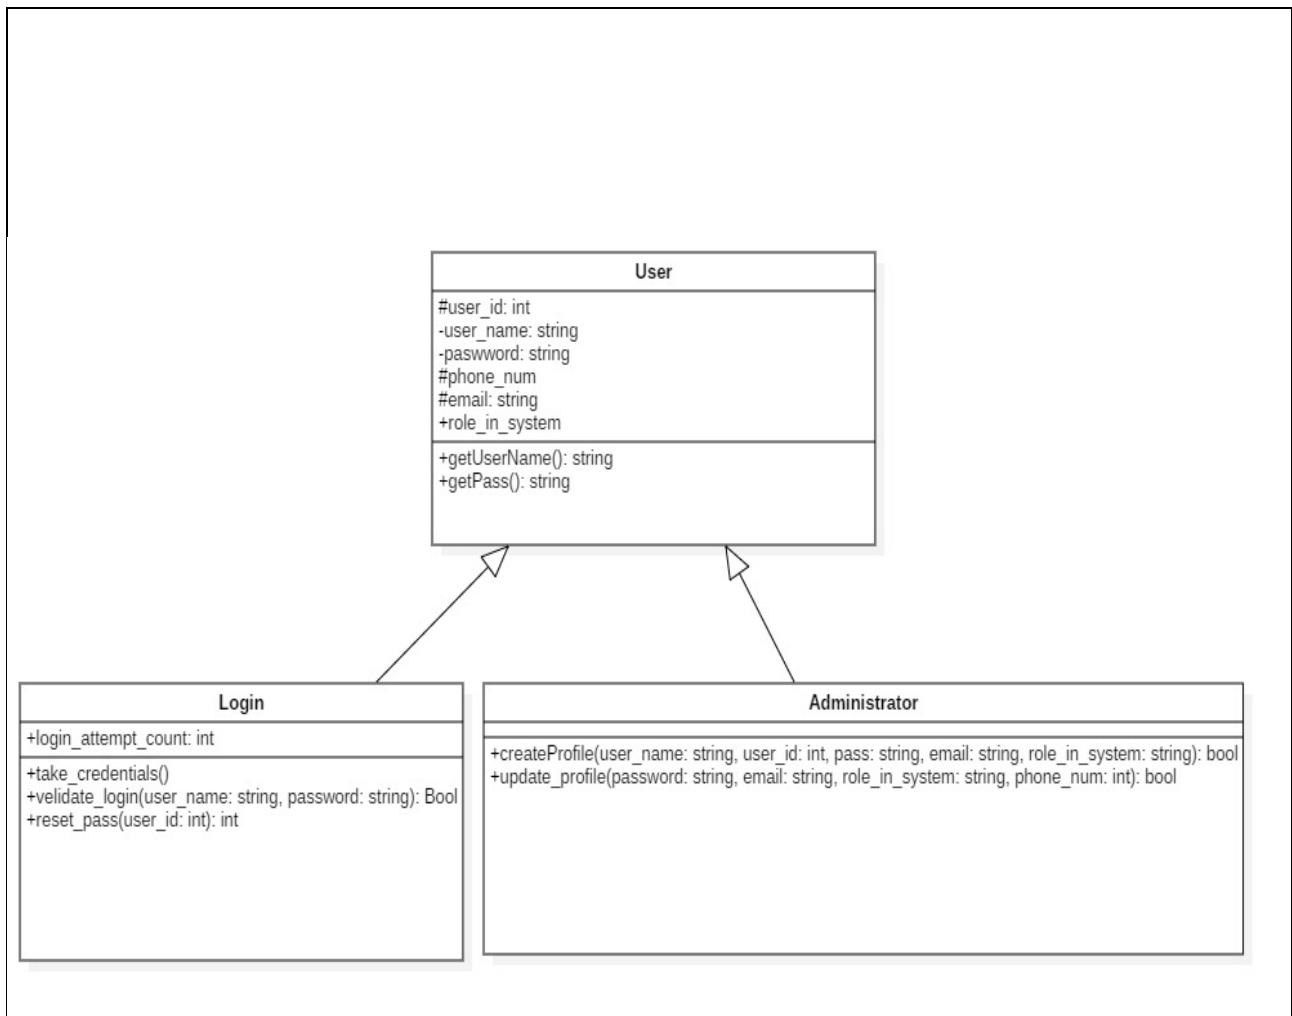 User
#user_id: int
-user_name: string
-paswword: string
#phone_num
#email: string
+role_in_system
+getUserName(): string
+getPass(): string
Login
+login_attempt_count: int
+take_credentials()
+velidate_login(user_name: string, password: string): Bool
+reset_pass(user_id: int): int
Administrator
+createProfile(user_name: string, user_id: int, pass: string, email: string, role_in_system: string): bool
+update_profile(password: string, email: string, role_in_system: string, phone_num: int): bool